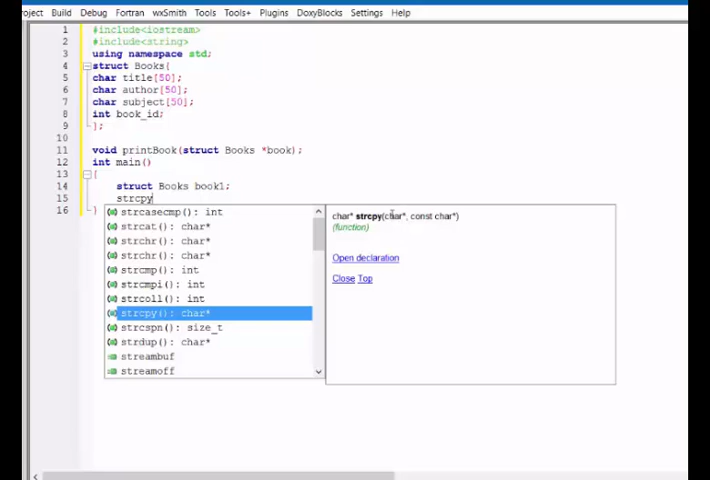 roject Build Debug Fortran wxSmith Tools Tools+ Plugins DoxyBlocks Settings Help
1 #include<iostream>
2 #include<string>
3 using namespace std;
4 struct Books{
5 char title[50];
6 char author[50];
7 char subject[50];
8 int book_id;
9 };
10
11 void printBook(struct Books *book);
12 int main()
13 {
14 struct Books book1;
15 strcpy
16 }
strcasecmp(): int
strcat(): char*
strchr(): char*
strchr(): char*
strcmp(): int
strcmpi(): int
strcoll(): int
strcpy(): char*
strcspn(): size_t
strdup(): char*
streambuf
streamoff
char* strcpy(char*, const char*)
(function)
Open declaration
Close Top